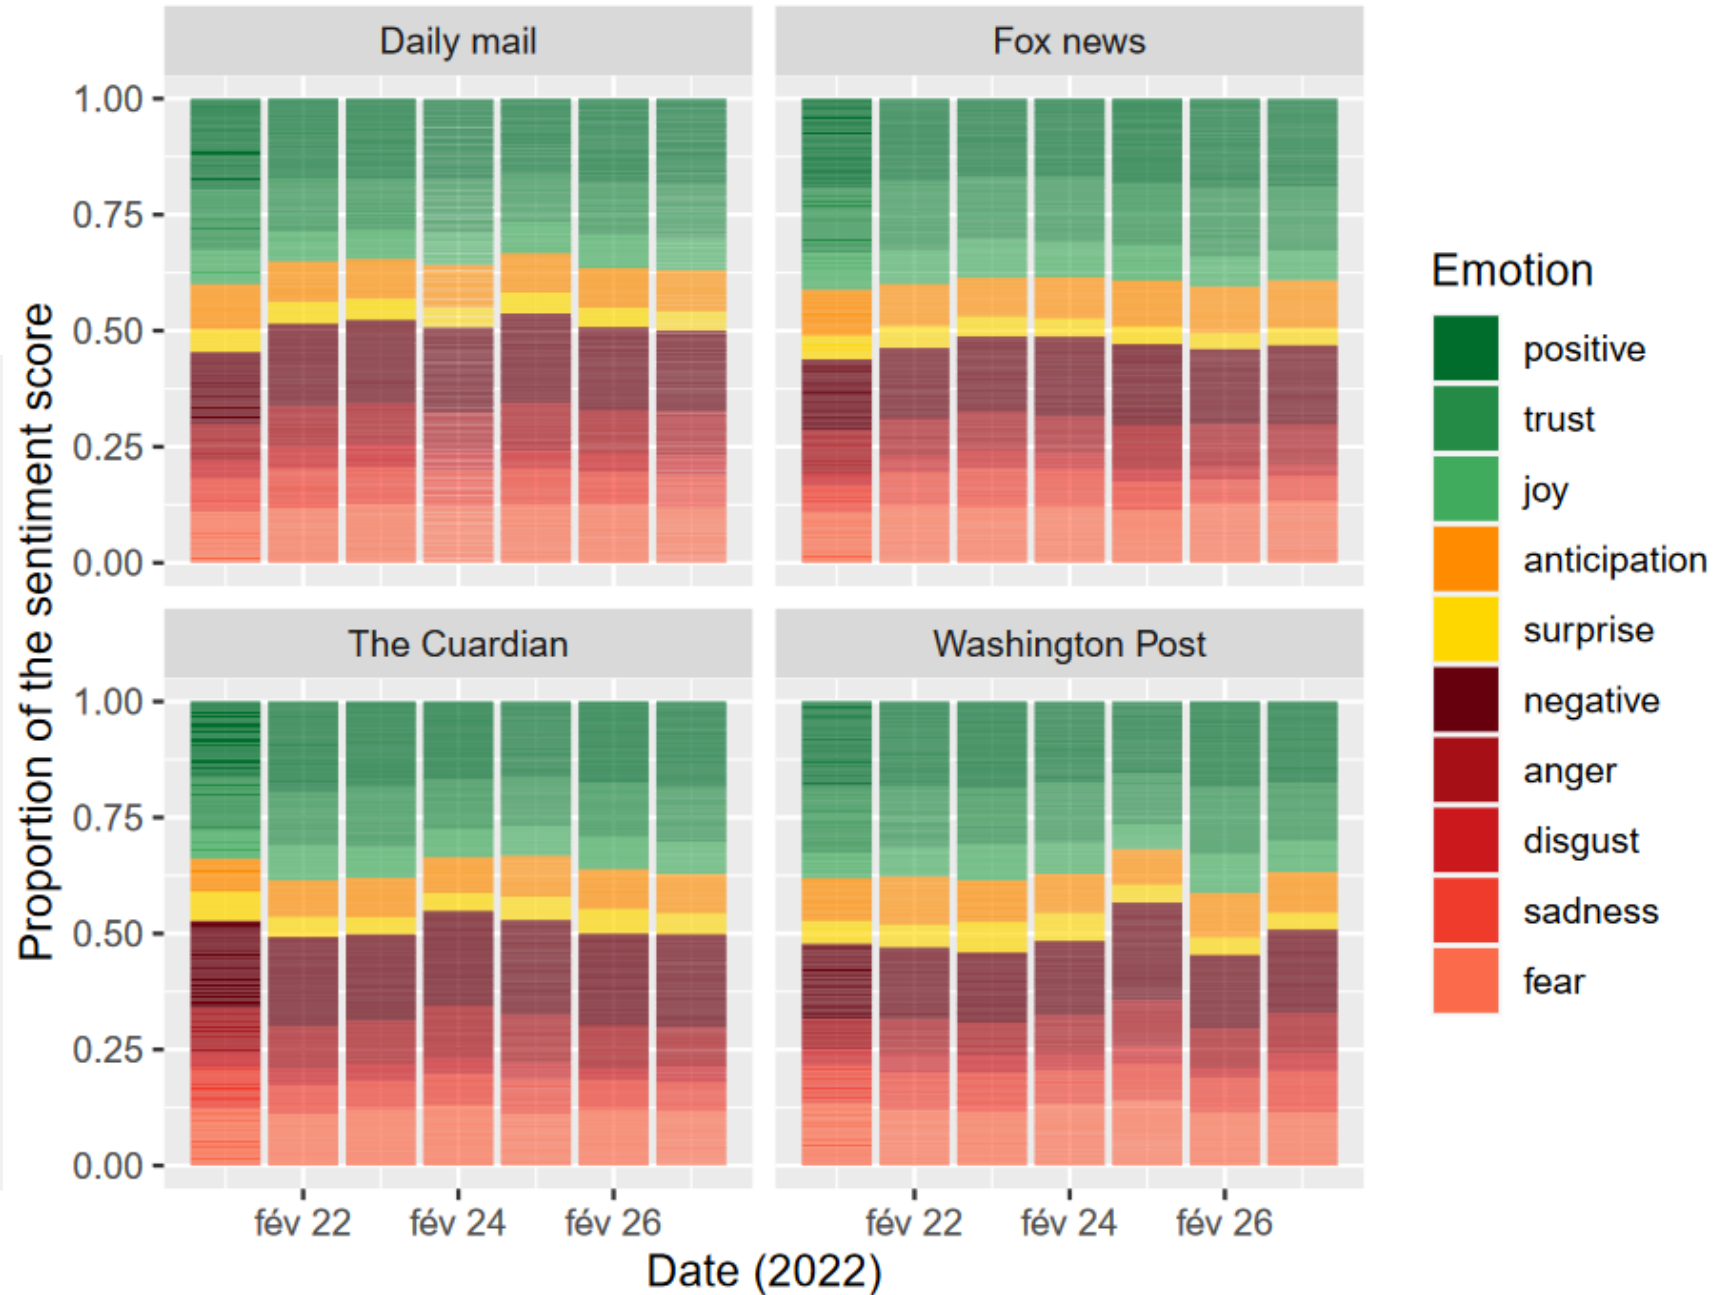 Daily mail
Fox news
1.00
0.75
0.50
0.25
0.00
The Cuardian
Washington Post
1.00
0.75
0.50
0.25
0.00
fév 22
fév 24
fév 26
fév 22
fév 24
fév 26
Date (2022)
Proportion of the sentiment score
Emotion
positive
trust
joy
anticipation
surprise
negative
anger
disgust
sadness
fear